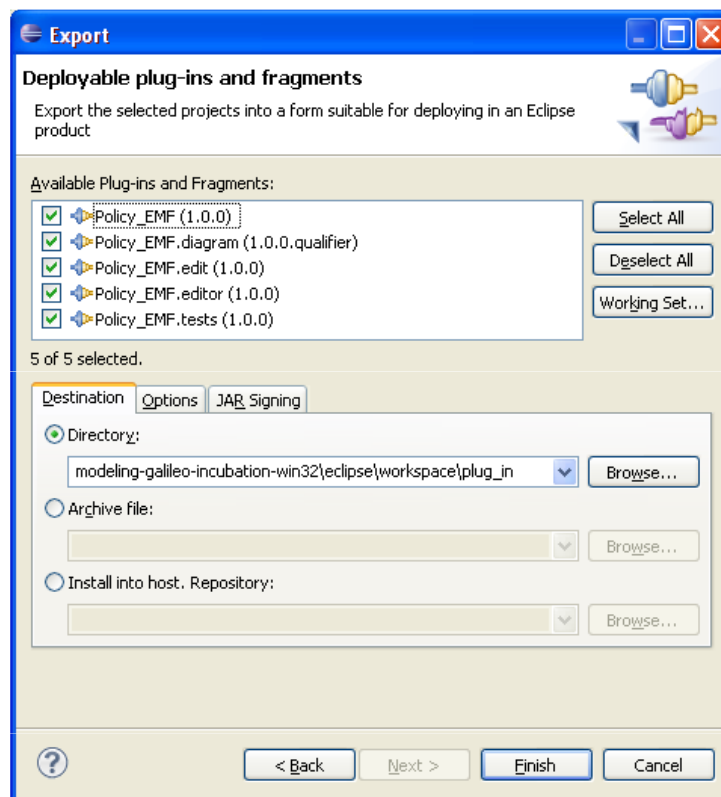 Export
Deployable plug-ins and fragments
Export the selected projects into a form suitable for deploying in an Eclipse
product
Available Plug-ins and Fragments:
Policy_EMF (1.0.0)
Policy_EMF.diagram (1.0.0.qualifier)
Policy_EMF.edit (1.0.0)
Policy_EMF.editor (1.0.0)
Policy_EMF.tests (1.0.0)
Select All
Deselect All
Working Set...
5 of 5 selected.
Destination Options JAR Signing
Directory:
modeling-galileo-incubation-win32\eclipse\workspace\plug_in Browse...
Archive file:
Browse...
Install into host. Repository:
Browse...
? < Back Next > Finish Cancel